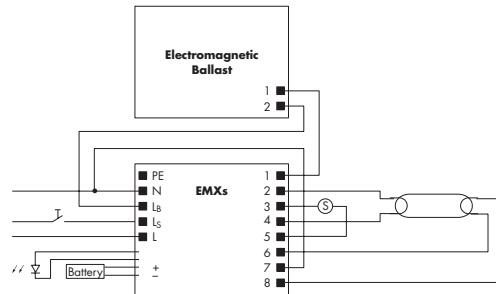 Electromagnetic
Ballast
1
2
PE
N
LB
LS
L
+
–
Battery
T
EMXs
1
2
3
4
5
6
7
8
S